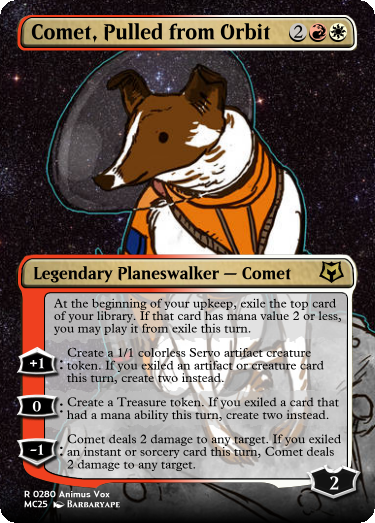 Comet, Pulled from Orbit 2
Legendary Planeswalker — Comet
At the beginning of your upkeep, exile the top card
of your library. If that card has mana value 2 or less,
you may play it from exile this turn.
+1: Create a 1/1 colorless Servo artifact creature
token. If you exiled an artifact or creature card
this turn, create two instead.
0: Create a Treasure token. If you exiled a card that
had a mana ability this turn, create two instead.
-1: Comet deals 2 damage to any target. If you exiled
an instant or sorcery card this turn, Comet deals
2 damage to any target.
2
R 0280 Animus Vox
MC25 Barbaryape